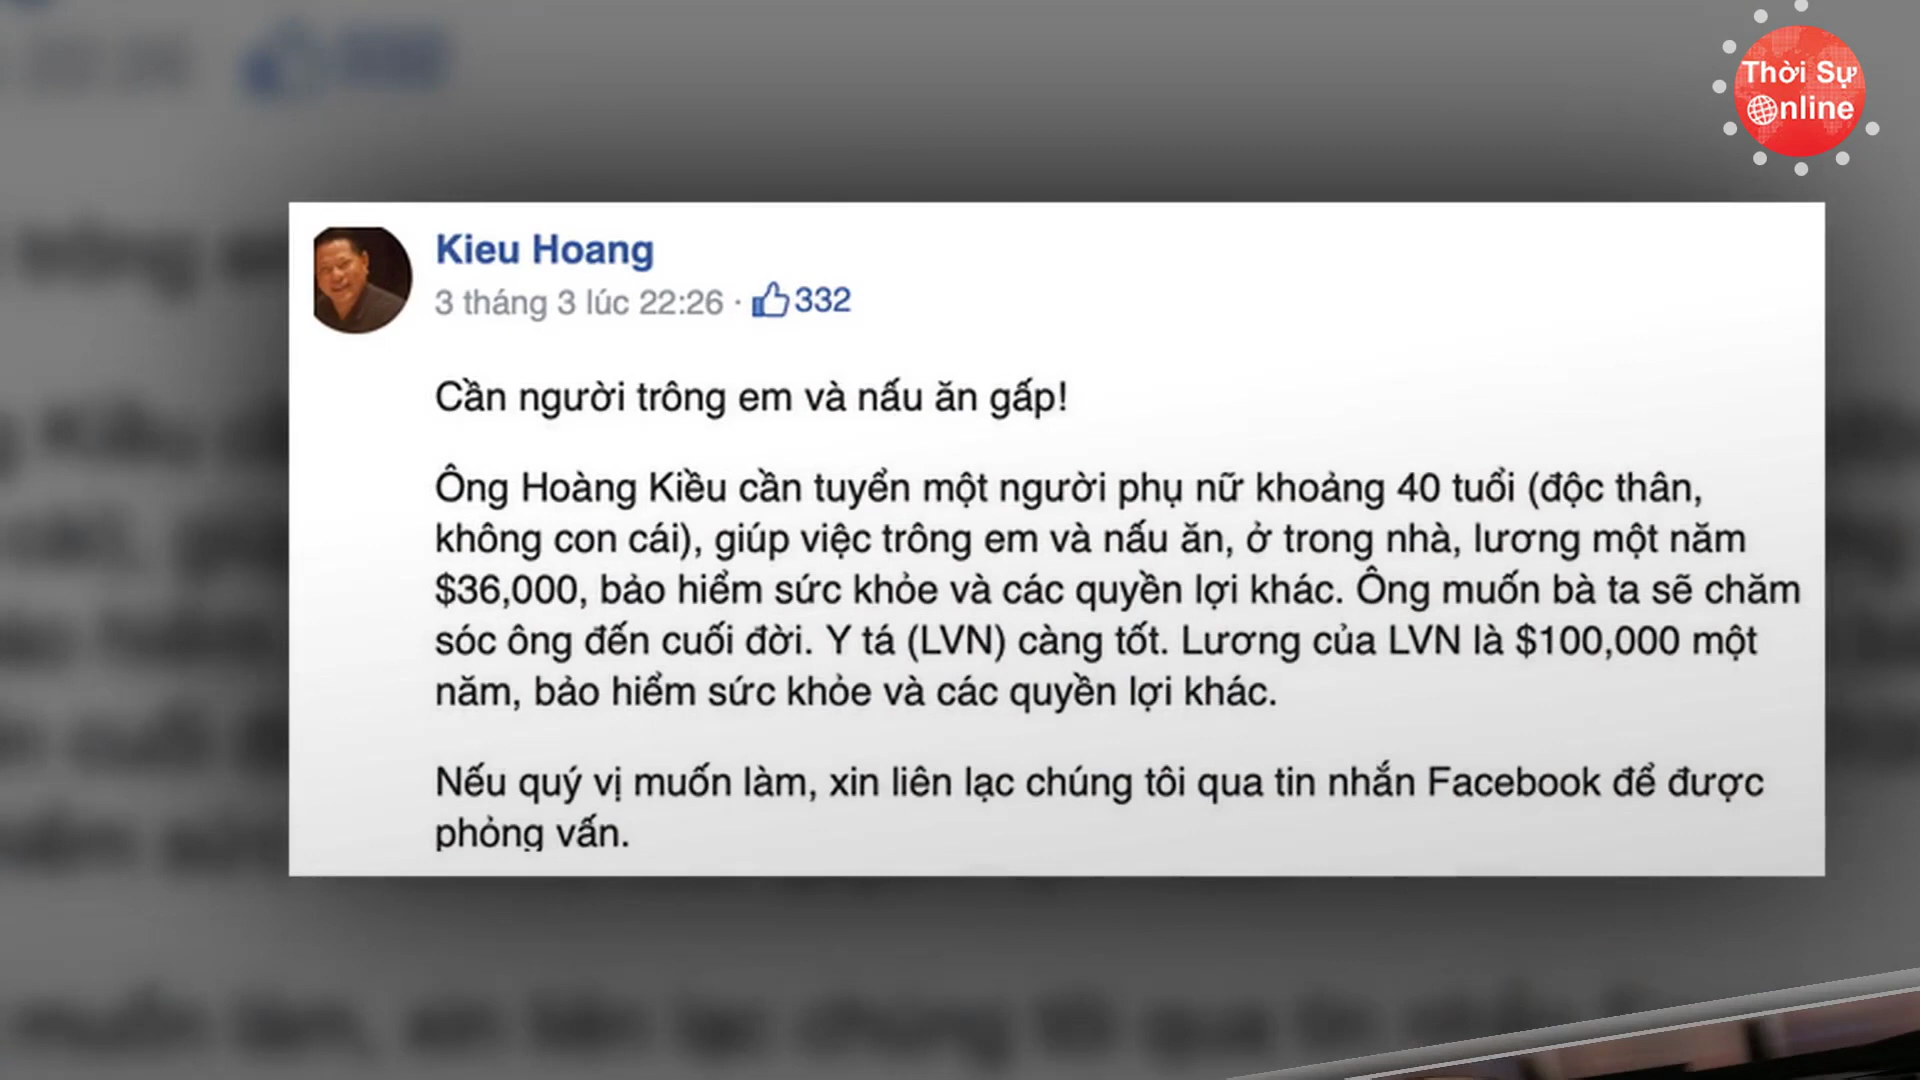 Thời Sự
Online
Kieu Hoang
3 tháng 3 lúc 22:26 · 332
Cần người trông em và nấu ăn gấp!
Ông Hoàng Kiều cần tuyển một người phụ nữ khoảng 40 tuổi (độc thân,
không con cái), giúp việc trông em và nấu ăn, ở trong nhà, lương một năm
$36,000, bảo hiểm sức khỏe và các quyền lợi khác. Ông muốn bà ta sẽ chăm
sóc ông đến cuối đời. Y tá (LVN) càng tốt. Lương của LVN là $100,000 một
năm, bảo hiểm sức khỏe và các quyền lợi khác.
Nếu quý vị muốn làm, xin liên lạc chúng tôi qua tin nhắn Facebook để được
phỏng vấn.